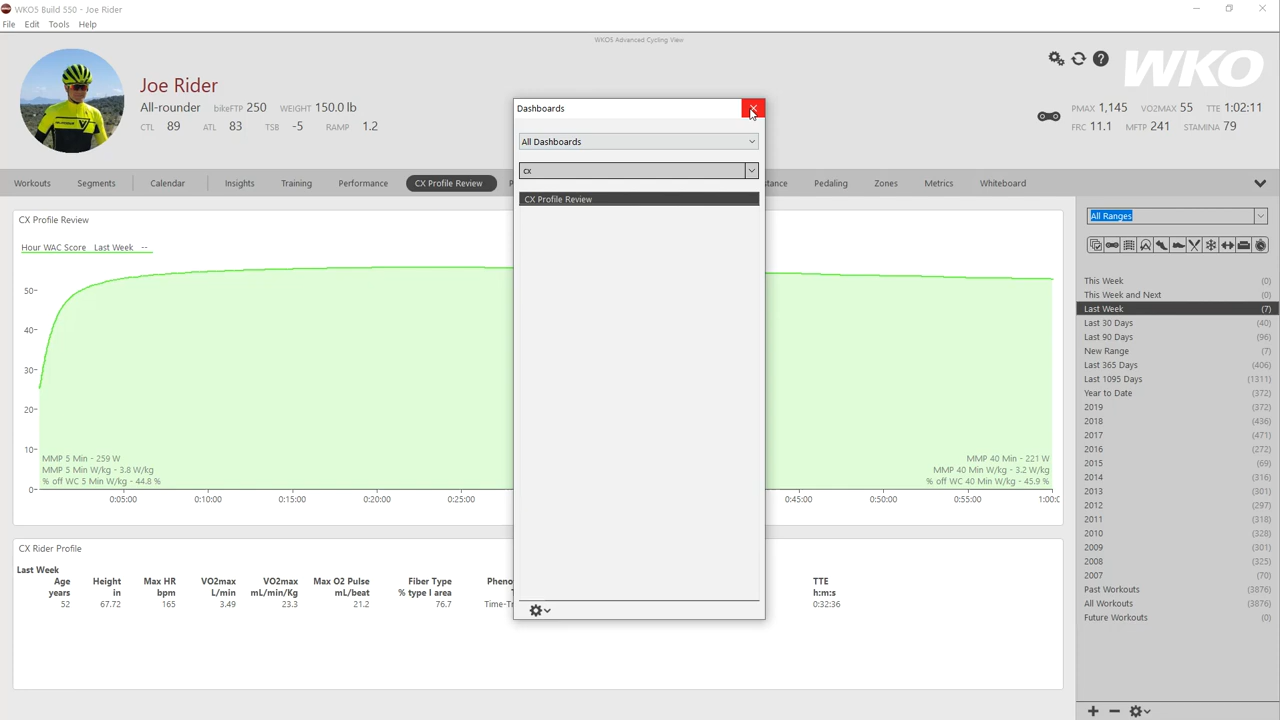 WKO5 Build 550 - Joe Rider
File Edit Tools Help
WKO5 Advanced Cycling View
Joe Rider
All-rounder bikeFTP 250 WEIGHT 150.0 lb
CTL 89 ATL 83 TSB -5 RAMP 1.2
WKO
PMAX 1,145 VO2MAX 55 TTE 1:02:11
FRC 11.1 MFTP 241 STAMINA 79
Workouts Segments Calendar Insights Training Performance CX Profile Review Pedaling Zones Metrics Whiteboard
Dashboards
All Dashboards
cx
CX Profile Review
CX Profile Review
Hour WAC Score Last Week --
50
40
30
20
10
0
MMP 5 Min - 259 W
MMP 5 Min W/kg - 3.8 W/kg
% off WC 5 Min W/kg - 44.8 %
MMP 40 Min - 221 W
MMP 40 Min W/kg - 3.2 W/kg
% off WC 40 Min W/kg - 45.9 %
0:05:00 0:10:00 0:15:00 0:20:00 0:25:00 0:45:00 0:50:00 0:55:00 1:00:0
CX Rider Profile
Last Week
Age Height Max HR VO2max VO2max Max O2 Pulse Fiber Type TTE
years in bpm L/min mL/min/Kg mL/beat % type I area h:m:s
52 67.72 165 3.49 23.3 21.2 76.7 0:32:36
All Ranges
This Week (0)
This Week and Next (0)
Last Week (7)
Last 30 Days (40)
Last 90 Days (96)
New Range (7)
Last 365 Days (406)
Last 1095 Days (1311)
Year to Date (372)
2019 (372)
2018 (436)
2017 (471)
2016 (272)
2015 (69)
2014 (316)
2013 (301)
2012 (297)
2011 (318)
2010 (328)
2009 (301)
2008 (325)
2007 (70)
Past Workouts (3876)
All Workouts (3876)
Future Workouts (0)